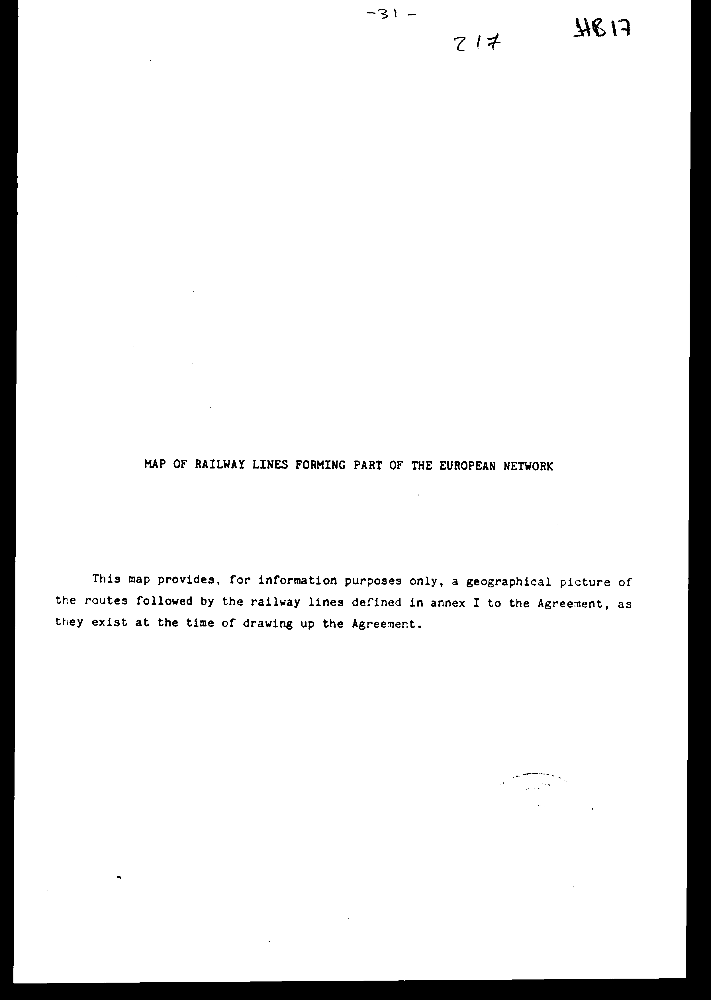 -31-
217
HB17
MAP OF RAILWAY LINES FORMING PART OF THE EUROPEAN NETWORK
This map provides, for information purposes only, a geographical picture of
the routes followed by the railway lines defined in annex I to the Agreement, as
they exist at the time of drawing up the Agreement.